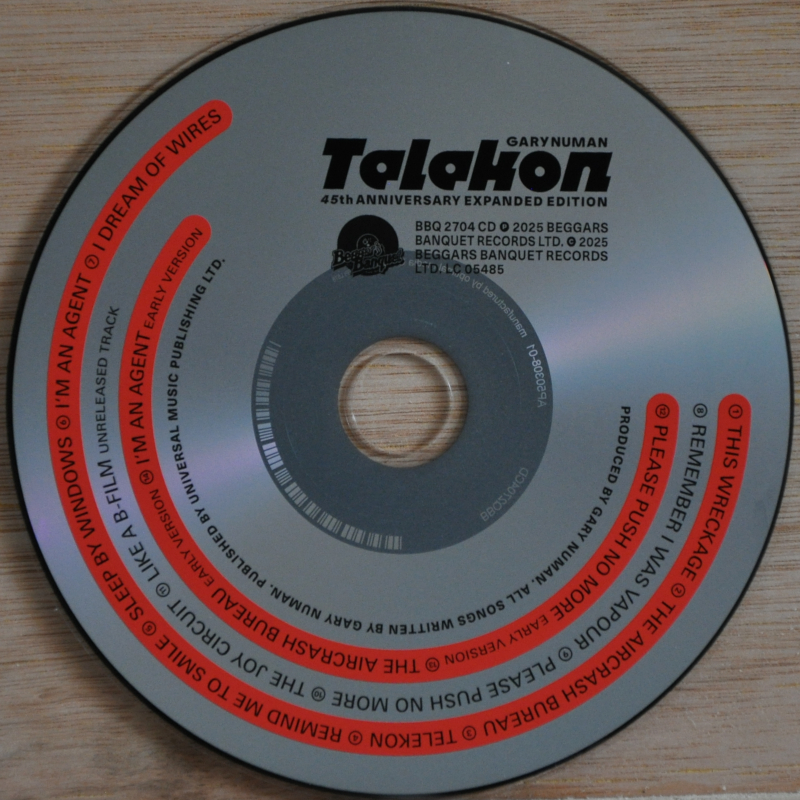 GARY NUMAN
Telekon
45th ANNIVERSARY EXPANDED EDITION
BBQ 2704 CD Ⓟ 2025 BEGGARS
BANQUET RECORDS LTD. © 2025
BEGGARS BANQUET RECORDS
LTD. LC 05485
Beggars Banquet
① THIS WRECKAGE ② THE AIRCRASH BUREAU ③ TELEKON ④ REMIND ME TO SMILE ⑤ SLEEP BY WINDOWS ⑥ I'M AN AGENT ⑦ I DREAM OF WIRES
⑧ REMEMBER I WAS VAPOUR ⑨ PLEASE PUSH NO MORE ⑩ THE JOY CIRCUIT ⑪ LIKE A B-FILM UNRELEASED TRACK
⑫ PLEASE PUSH NO MORE EARLY VERSION ⑬ THE AIRCRASH BUREAU EARLY VERSION ⑭ I'M AN AGENT EARLY VERSION
PRODUCED BY GARY NUMAN. ALL SONGS WRITTEN BY GARY NUMAN. PUBLISHED BY UNIVERSAL MUSIC PUBLISHING LTD.
manufactured by
BBQ2704CD